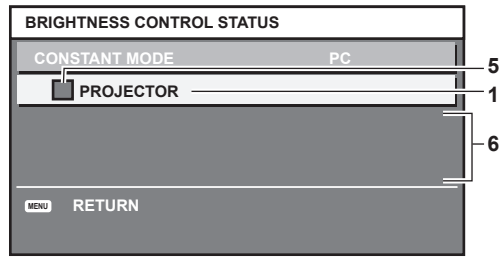 BRIGHTNESS CONTROL STATUS
CONSTANT MODE PC
5
PROJECTOR 1
6
MENU RETURN